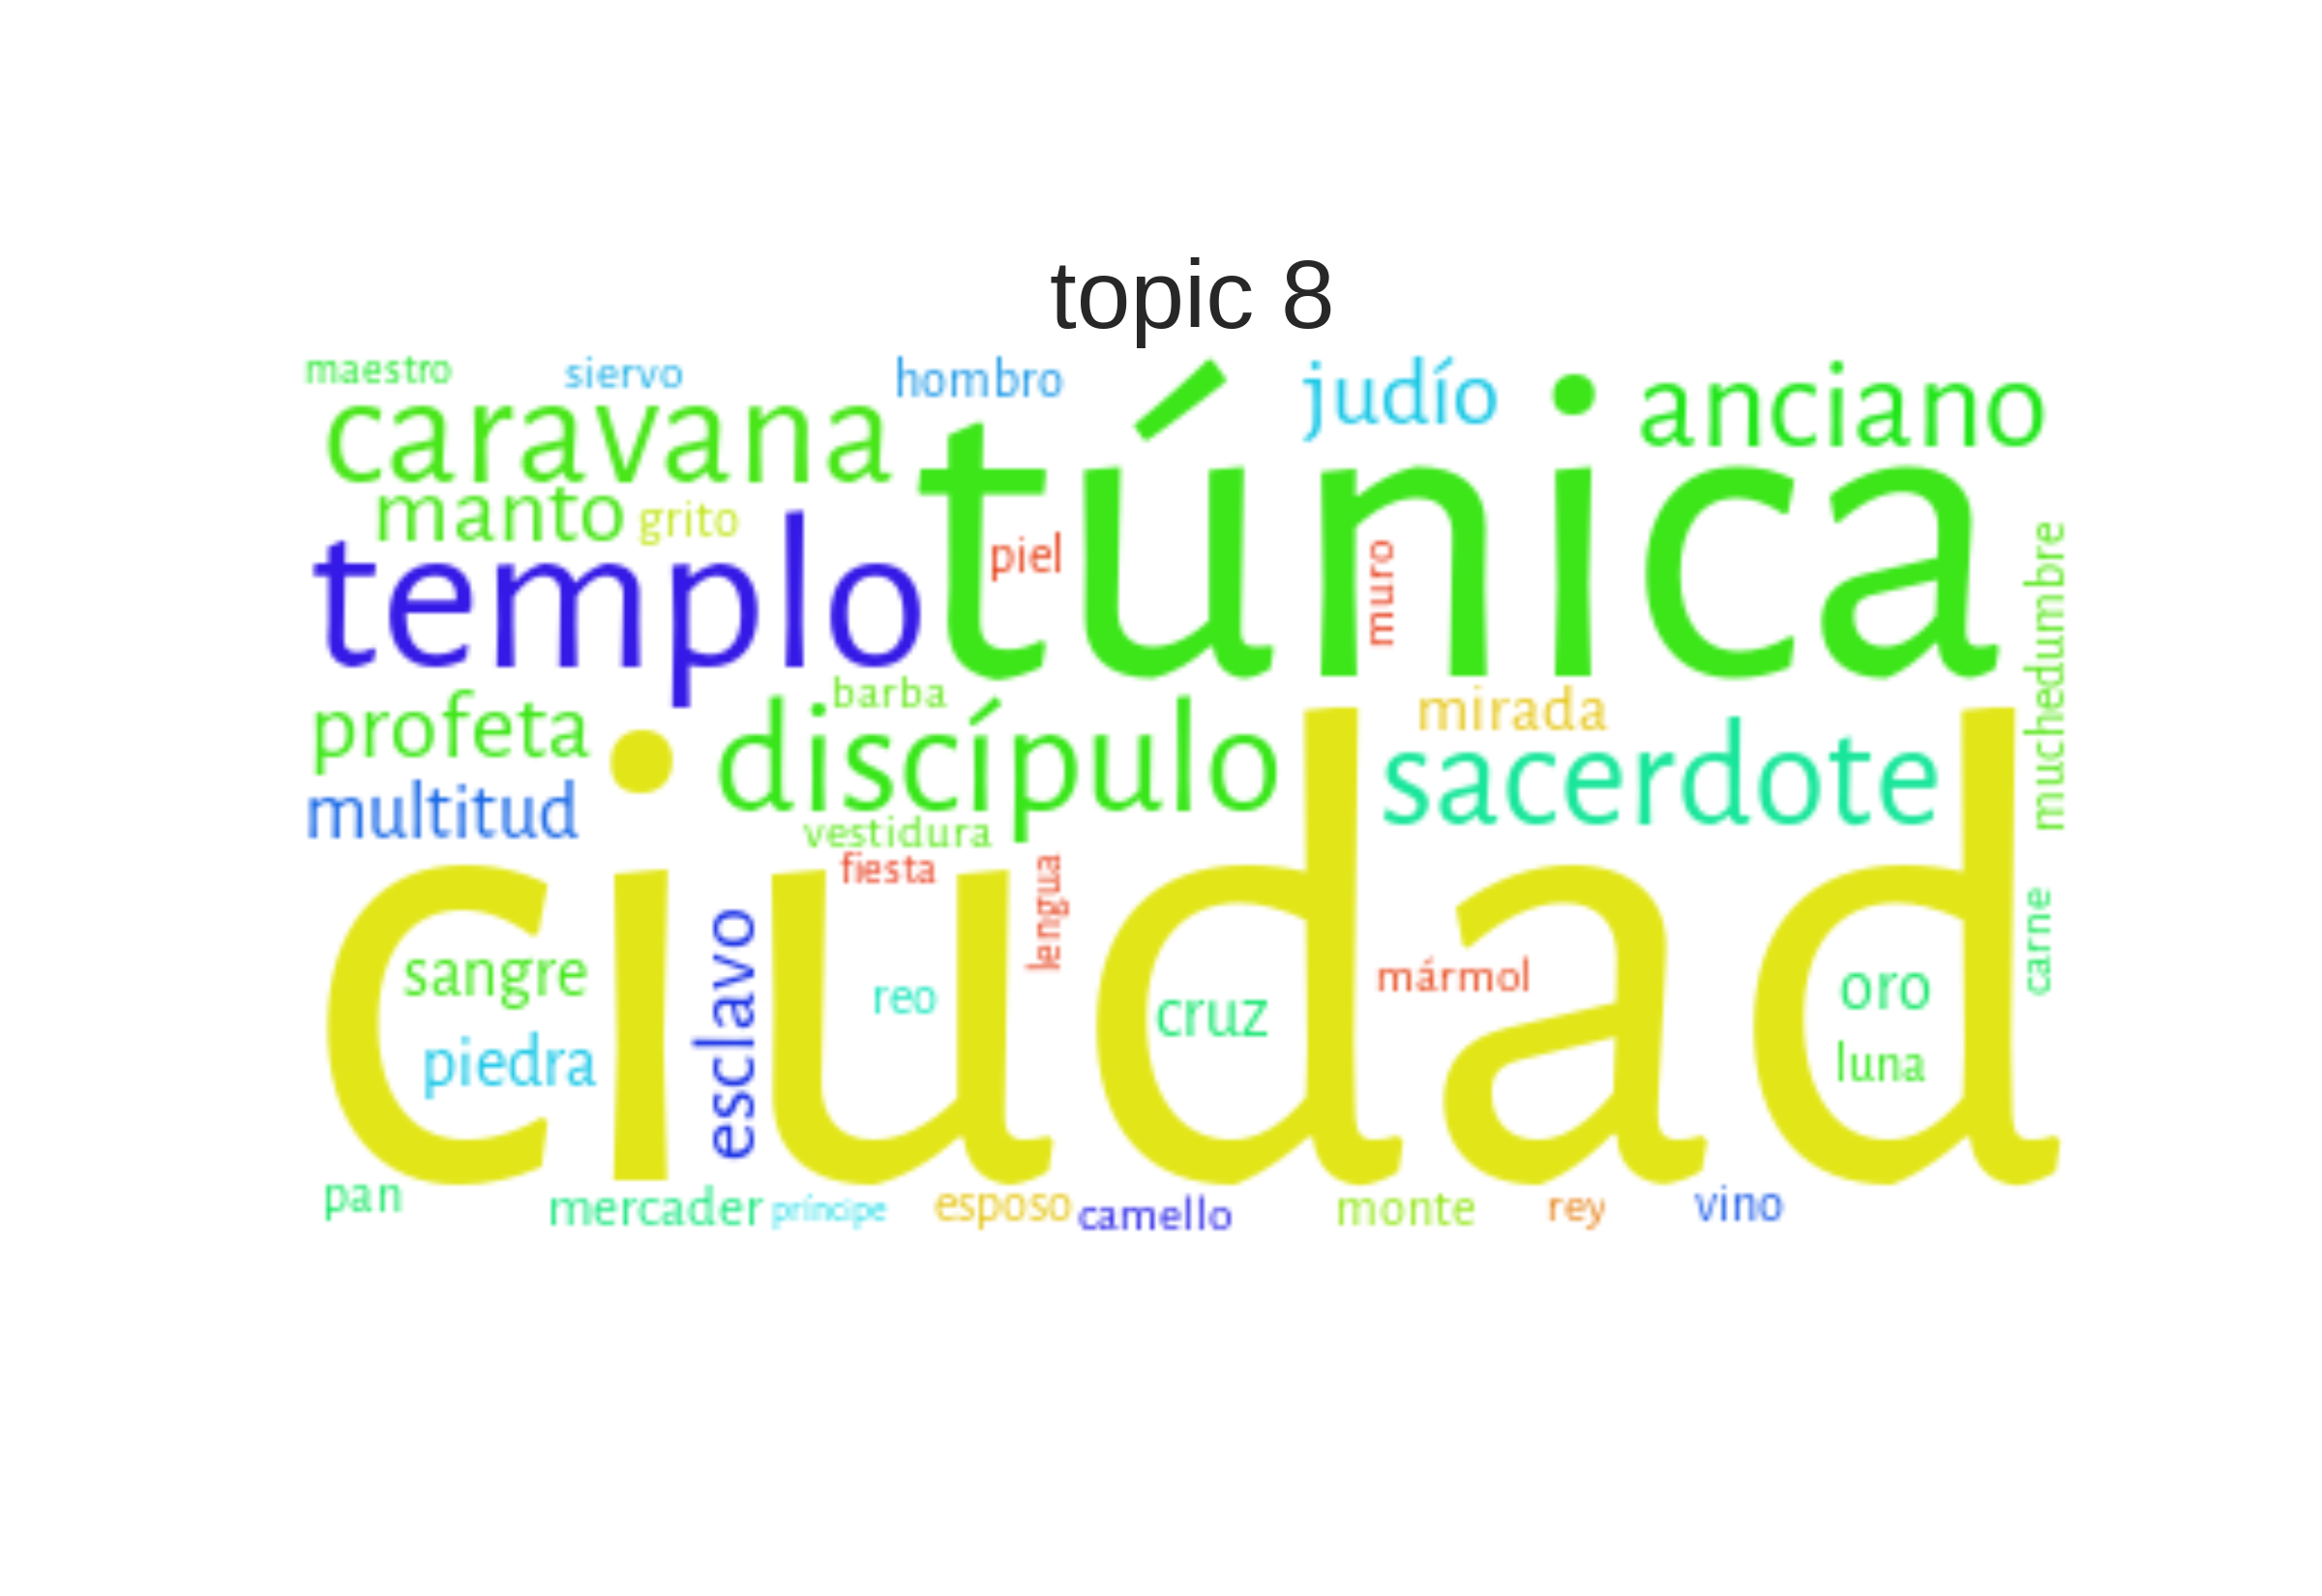 topic 8
maestro siervo hombro judío anciano
caravana túnica
manto grito
templo piel muro muchedumbre
barba mirada
profeta discípulo sacerdote
multitud vestidura
fiesta lengua
ciudad
esclavo carne
sangre reo cruz mármol oro
piedra luna
pan mercader príncipe esposo camello monte rey vino